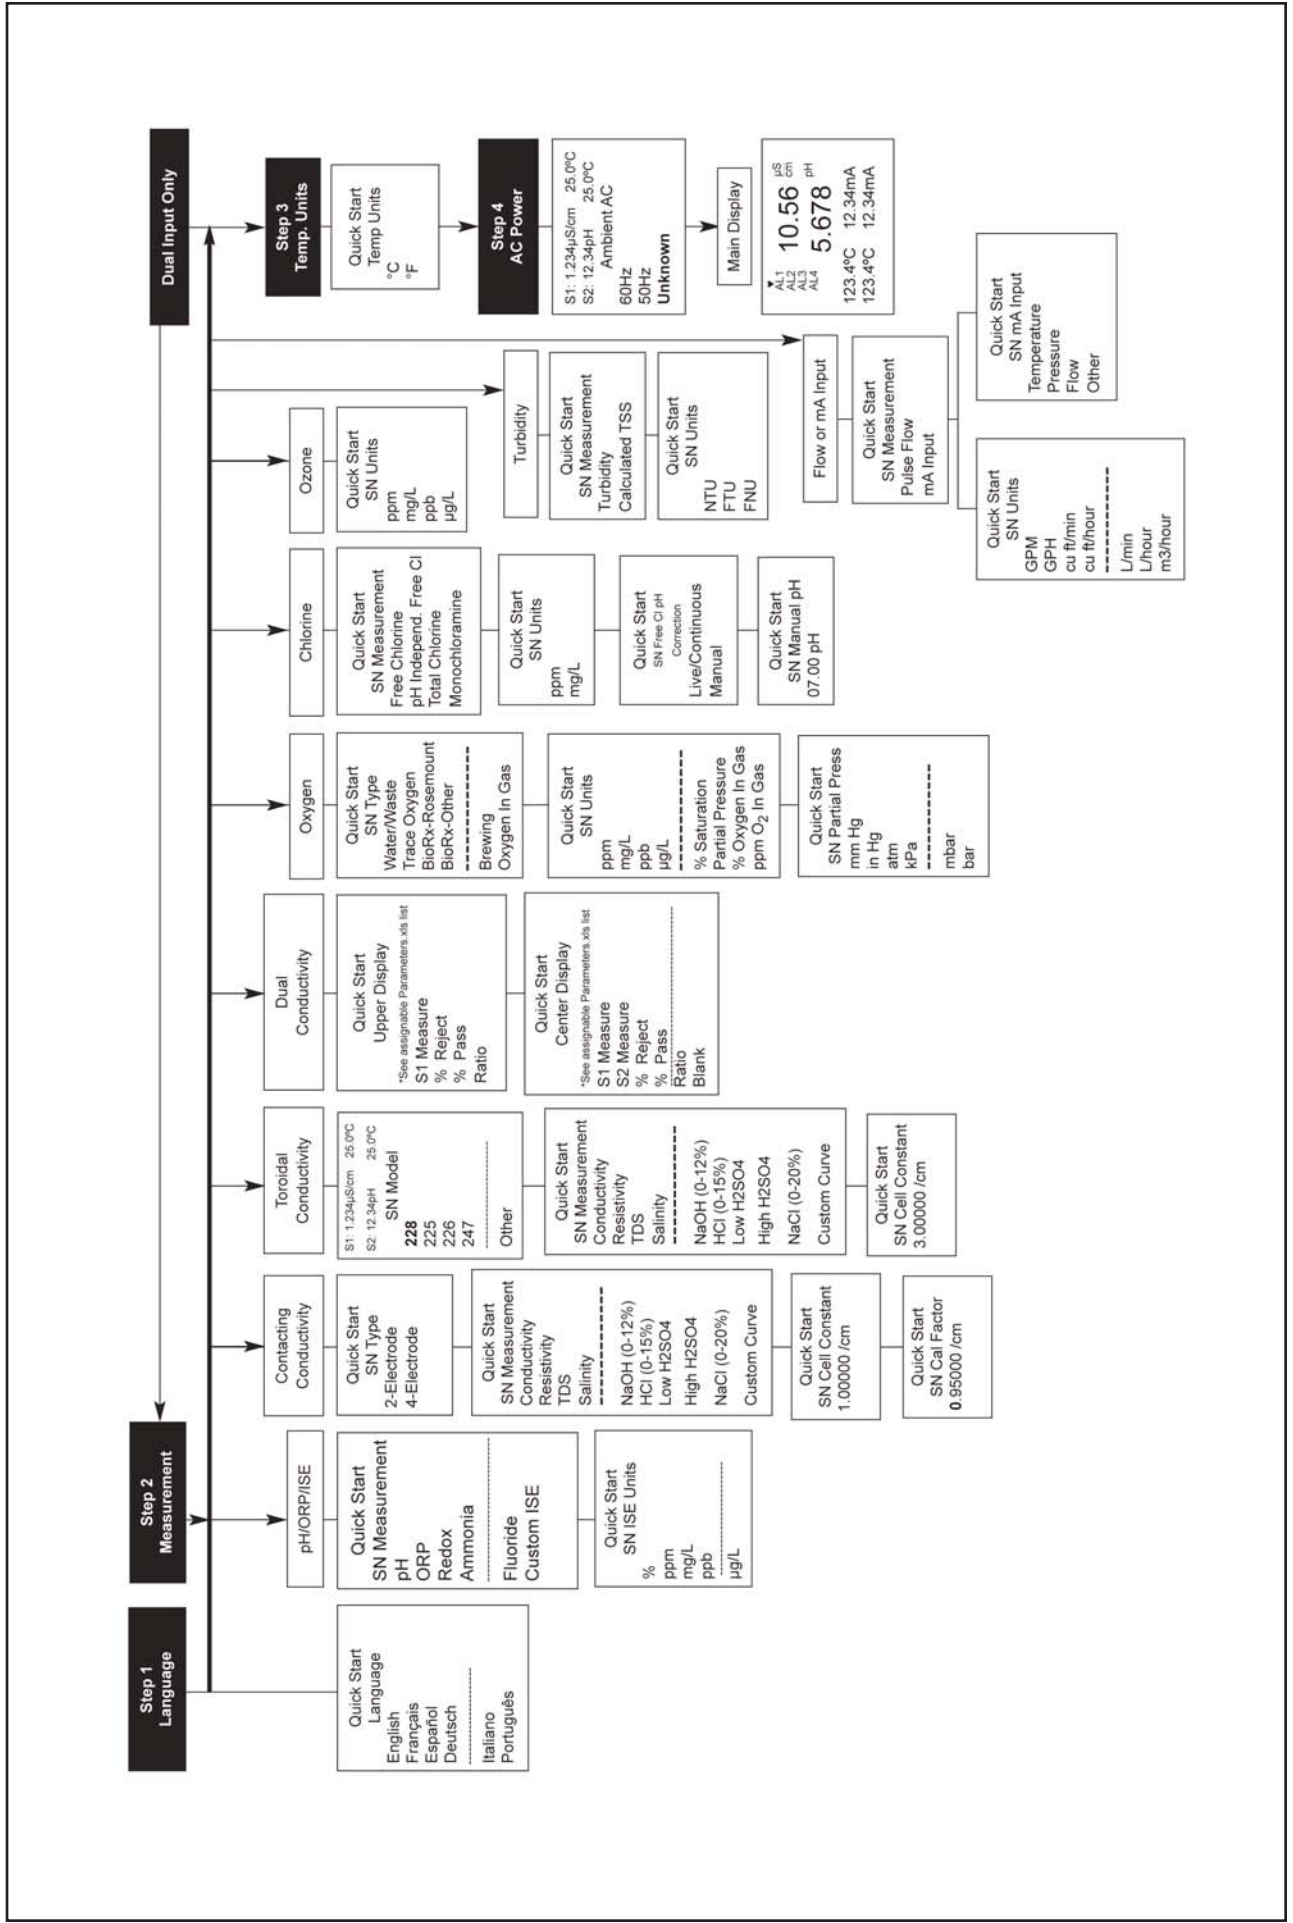 Step 1
Language
Quick Start
Language
English
Français
Español
Deutsch
Italiano
Português
Step 2
Measurement
pH/ORP/ISE
Quick Start
SN Measurement
pH
ORP
Redox
Ammonia
Fluoride
Custom ISE
Quick Start
SN ISE Units
%
ppm
mg/L
ppb
µg/L
Contacting
Conductivity
Quick Start
SN Type
2-Electrode
4-Electrode
Quick Start
SN Measurement
Conductivity
Resistivity
TDS
Salinity
NaOH (0-12%)
HCl (0-15%)
Low H2SO4
High H2SO4
NaCl (0-20%)
Custom Curve
Quick Start
SN Cell Constant
1.00000 /cm
Quick Start
SN Cal Factor
0.95000 /cm
Toroidal
Conductivity
S1: 1.234µS/cm 25.0ºC
S2: 12.34pH 25.0ºC
SN Model
228
225
226
247
Other
Quick Start
SN Measurement
Conductivity
Resistivity
TDS
Salinity
NaOH (0-12%)
HCl (0-15%)
Low H2SO4
High H2SO4
NaCl (0-20%)
Custom Curve
Quick Start
SN Cell Constant
3.00000 /cm
Dual
Conductivity
Quick Start
Upper Display
*See assignable Parameters.xls list
S1 Measure
% Reject
% Pass
Ratio
Quick Start
Center Display
*See assignable Parameters.xls list
S1 Measure
S2 Measure
% Reject
% Pass
Ratio
Blank
Oxygen
Quick Start
SN Type
Water/Waste
Trace Oxygen
BioRx-Rosemount
BioRx-Other
Brewing
Oxygen In Gas
Quick Start
SN Units
ppm
mg/L
ppb
µg/L
% Saturation
Partial Pressure
% Oxygen In Gas
ppm O2 In Gas
Quick Start
SN Partial Press
mm Hg
in Hg
atm
kPa
mbar
bar
Chlorine
Quick Start
SN Measurement
Free Chlorine
pH Independ. Free Cl
Total Chlorine
Monochloramine
Quick Start
SN Units
ppm
mg/L
Quick Start
SN Free Cl pH
Correction
Live/Continuous
Manual
Quick Start
SN Manual pH
07.00 pH
Ozone
Quick Start
SN Units
ppm
mg/L
ppb
µg/L
Turbidity
Quick Start
SN Measurement
Turbidity
Calculated TSS
Quick Start
SN Units
NTU
FTU
FNU
Flow or mA Input
Quick Start
SN Measurement
Pulse Flow
mA Input
Quick Start
SN Units
GPM
GPH
cu ft/min
cu ft/hour
L/min
L/hour
m3/hour
Quick Start
SN mA Input
Temperature
Pressure
Flow
Other
Dual Input Only
Step 3
Temp. Units
Quick Start
Temp Units
°C
°F
Step 4
AC Power
S1: 1.234µS/cm 25.0ºC
S2: 12.34pH 25.0ºC
Ambient AC
60Hz
50Hz
Unknown
Main Display
AL1
AL2
AL3
AL4
10.56 µS cm
5.678 pH
123.4ºC 12.34mA
123.4ºC 12.34mA